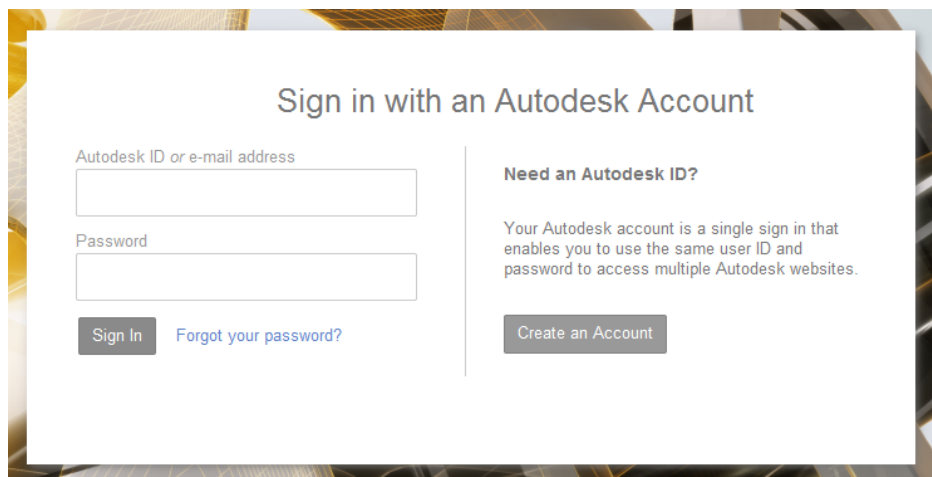 Sign in with an Autodesk Account
Autodesk ID or e-mail address
Password
Sign In
Forgot your password?
Need an Autodesk ID?
Your Autodesk account is a single sign in that
enables you to use the same user ID and
password to access multiple Autodesk websites.
Create an Account